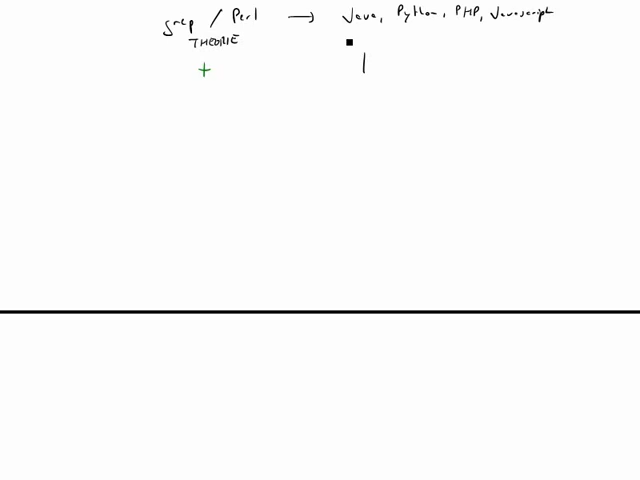 grep / Perl → Java, Python, PHP, Javascript
THEORIE
+ |